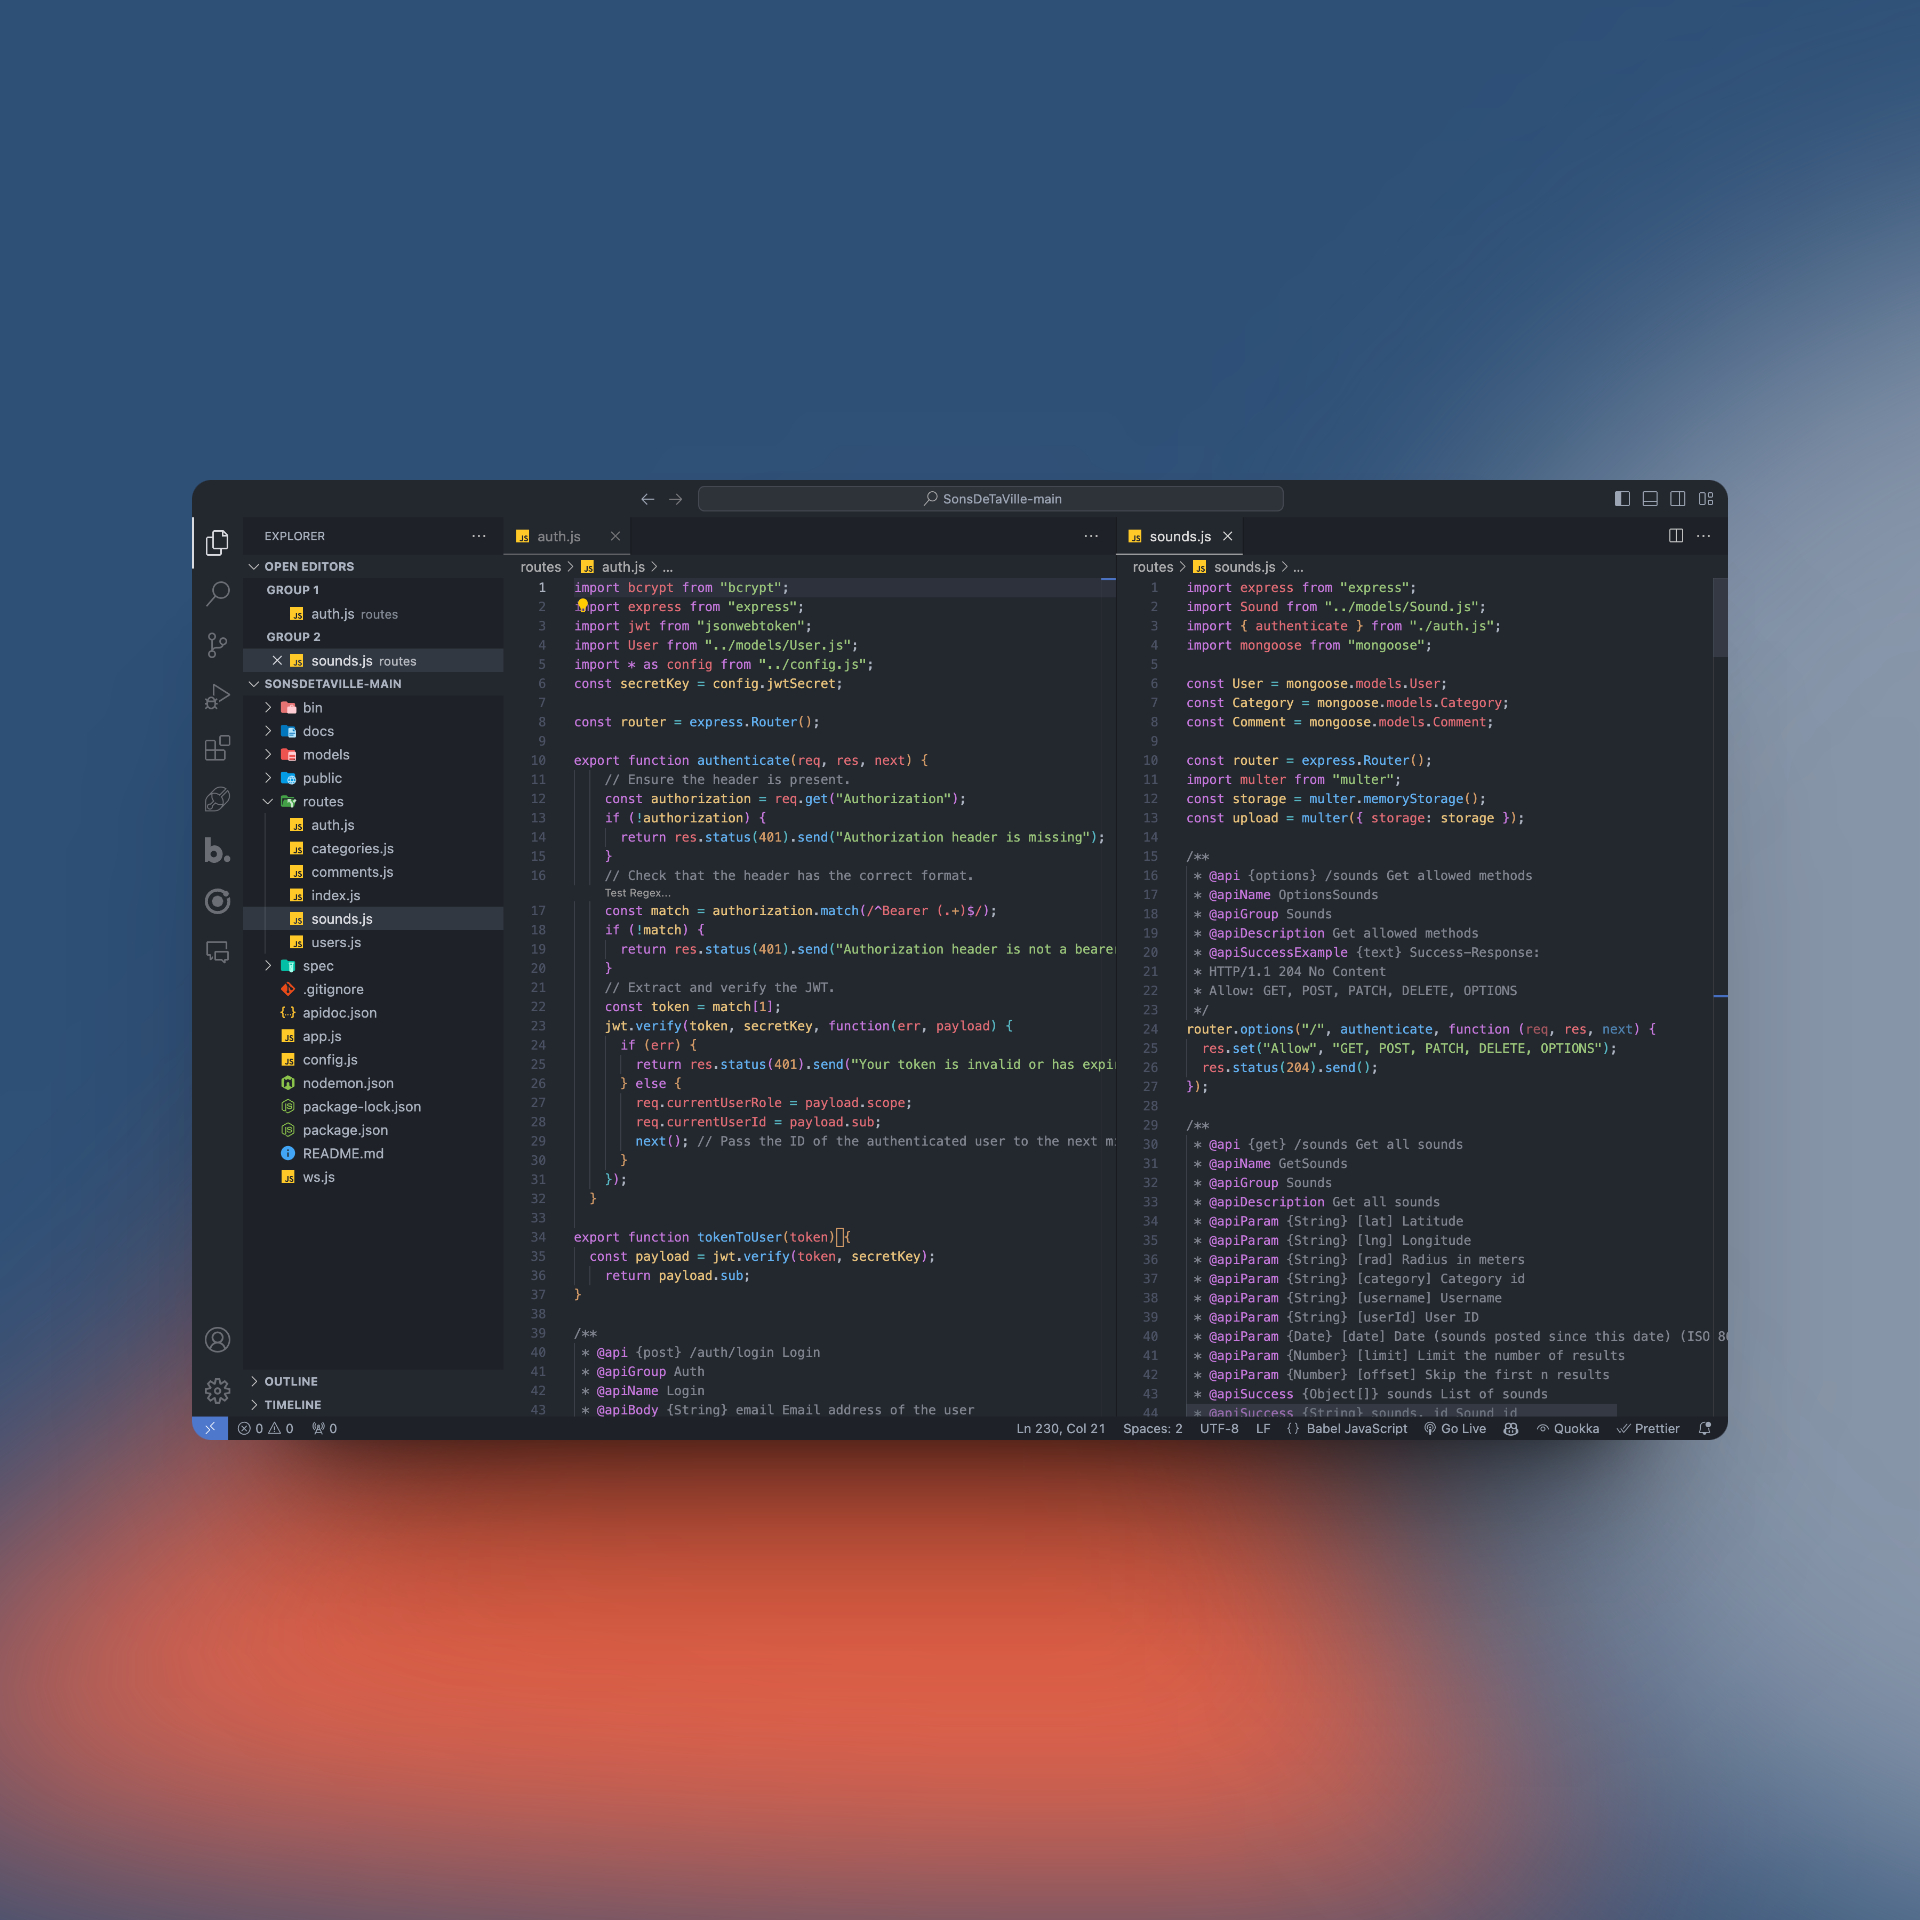 SonsDeTaVille-main
EXPLORER
OPEN EDITORS
GROUP 1
auth.js routes
GROUP 2
sounds.js routes
SONSDETAVILLE-MAIN
bin
docs
models
public
routes
auth.js
categories.js
comments.js
index.js
sounds.js
users.js
spec
.gitignore
apidoc.json
app.js
config.js
nodemon.json
package-lock.json
package.json
README.md
ws.js
OUTLINE
TIMELINE
auth.js
routes > auth.js > ...
1 import bcrypt from "bcrypt";
2 import express from "express";
3 import jwt from "jsonwebtoken";
4 import User from "../models/User.js";
5 import * as config from "../config.js";
6 const secretKey = config.jwtSecret;
7
8 const router = express.Router();
9
10 export function authenticate(req, res, next) {
11 // Ensure the header is present.
12 const authorization = req.get("Authorization");
13 if (!authorization) {
14 return res.status(401).send("Authorization header is missing");
15 }
16 // Check that the header has the correct format.
Test Regex...
17 const match = authorization.match(/^Bearer (.+)$/);
18 if (!match) {
19 return res.status(401).send("Authorization header is not a bearer
20 }
21 // Extract and verify the JWT.
22 const token = match[1];
23 jwt.verify(token, secretKey, function(err, payload) {
24 if (err) {
25 return res.status(401).send("Your token is invalid or has expi
26 } else {
27 req.currentUserRole = payload.scope;
28 req.currentUserId = payload.sub;
29 next(); // Pass the ID of the authenticated user to the next m
30 }
31 });
32 }
33
34 export function tokenToUser(token) {
35 const payload = jwt.verify(token, secretKey);
36 return payload.sub;
37 }
38
39 /**
40 * @api {post} /auth/login Login
41 * @apiGroup Auth
42 * @apiName Login
43 * @apiBody {String} email Email address of the user
sounds.js
routes > sounds.js > ...
1 import express from "express";
2 import Sound from "../models/Sound.js";
3 import { authenticate } from "./auth.js";
4 import mongoose from "mongoose";
5
6 const User = mongoose.models.User;
7 const Category = mongoose.models.Category;
8 const Comment = mongoose.models.Comment;
9
10 const router = express.Router();
11 import multer from "multer";
12 const storage = multer.memoryStorage();
13 const upload = multer({ storage: storage });
14
15 /**
16 * @api {options} /sounds Get allowed methods
17 * @apiName OptionsSounds
18 * @apiGroup Sounds
19 * @apiDescription Get allowed methods
20 * @apiSuccessExample {text} Success-Response:
21 * HTTP/1.1 204 No Content
22 * Allow: GET, POST, PATCH, DELETE, OPTIONS
23 */
24 router.options("/", authenticate, function (req, res, next) {
25 res.set("Allow", "GET, POST, PATCH, DELETE, OPTIONS");
26 res.status(204).send();
27 });
28
29 /**
30 * @api {get} /sounds Get all sounds
31 * @apiName GetSounds
32 * @apiGroup Sounds
33 * @apiDescription Get all sounds
34 * @apiParam {String} [lat] Latitude
35 * @apiParam {String} [lng] Longitude
36 * @apiParam {String} [rad] Radius in meters
37 * @apiParam {String} [category] Category id
38 * @apiParam {String} [username] Username
39 * @apiParam {String} [userId] User ID
40 * @apiParam {Date} [date] Date (sounds posted since this date) (ISO 8
41 * @apiParam {Number} [limit] Limit the number of results
42 * @apiParam {Number} [offset] Skip the first n results
43 * @apiSuccess {Object[]} sounds List of sounds
44 * @apiSuccess {String} sounds._id Sound id
0 0 0
Ln 230, Col 21 Spaces: 2 UTF-8 LF {} Babel JavaScript Go Live Quokka Prettier